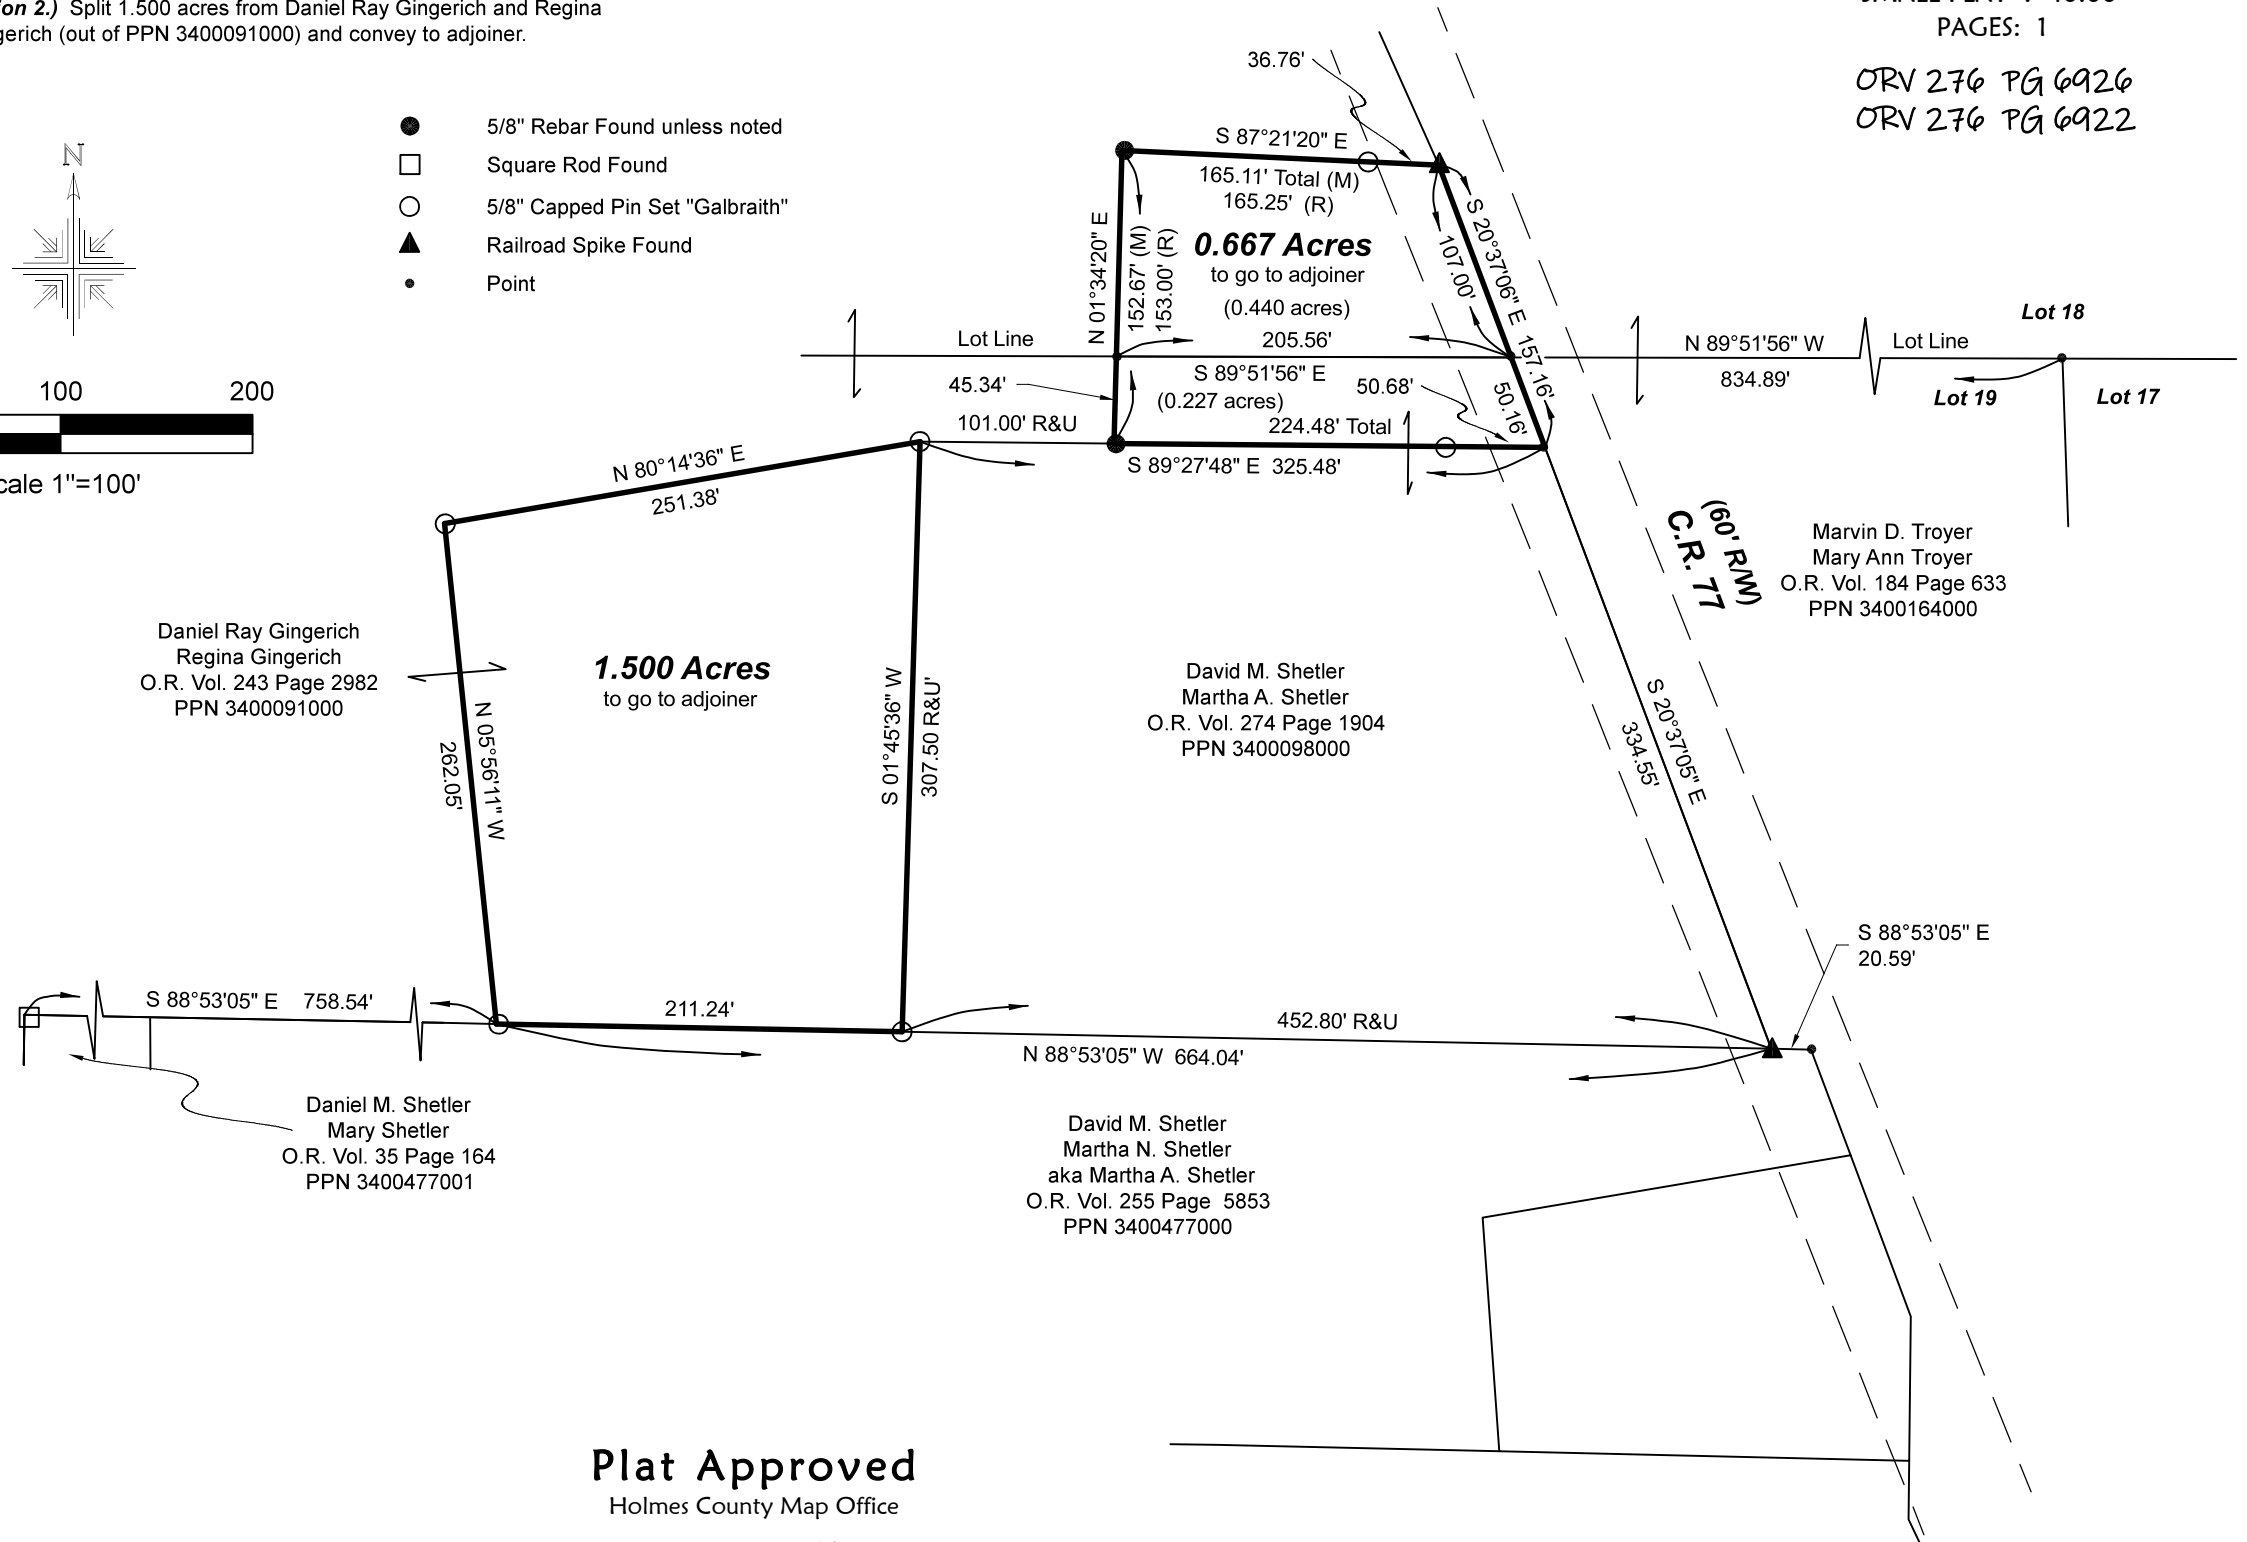 ion 2.) Split 1.500 acres from Daniel Ray Gingerich and Regina
gerich (out of PPN 3400091000) and convey to adjoiner.
PAGES: 1
ORV 276 PG 6926
ORV 276 PG 6922
N
5/8" Rebar Found unless noted
Square Rod Found
5/8" Capped Pin Set "Galbraith"
Railroad Spike Found
Point
100 200
cale 1"=100'
36.76'
S 87°21'20" E
165.11' Total (M)
165.25' (R)
N 01°34'20" E
152.67' (M)
153.00' (R)
0.667 Acres
to go to adjoiner
(0.440 acres)
205.56'
107.00'
S 20°37'06" E 157.16'
Lot Line
S 89°51'56" E
(0.227 acres)
45.34'
50.68'
50.16'
101.00' R&U
224.48' Total
S 89°27'48" E 325.48'
N 89°51'56" W
834.89'
Lot Line
Lot 18
Lot 19
Lot 17
N 80°14'36" E
251.38'
(60' R/W)
C.R. 77
Marvin D. Troyer
Mary Ann Troyer
O.R. Vol. 184 Page 633
PPN 3400164000
Daniel Ray Gingerich
Regina Gingerich
O.R. Vol. 243 Page 2982
PPN 3400091000
N 05°56'11" W
262.05'
1.500 Acres
to go to adjoiner
S 01°45'36" W
307.50 R&U'
David M. Shetler
Martha A. Shetler
O.R. Vol. 274 Page 1904
PPN 3400098000
S 20°37'05" E
334.55'
S 88°53'05" E
20.59'
S 88°53'05" E 758.54'
211.24'
452.80' R&U
N 88°53'05" W 664.04'
Daniel M. Shetler
Mary Shetler
O.R. Vol. 35 Page 164
PPN 3400477001
David M. Shetler
Martha N. Shetler
aka Martha A. Shetler
O.R. Vol. 255 Page 5853
PPN 3400477000
Plat Approved
Holmes County Map Office